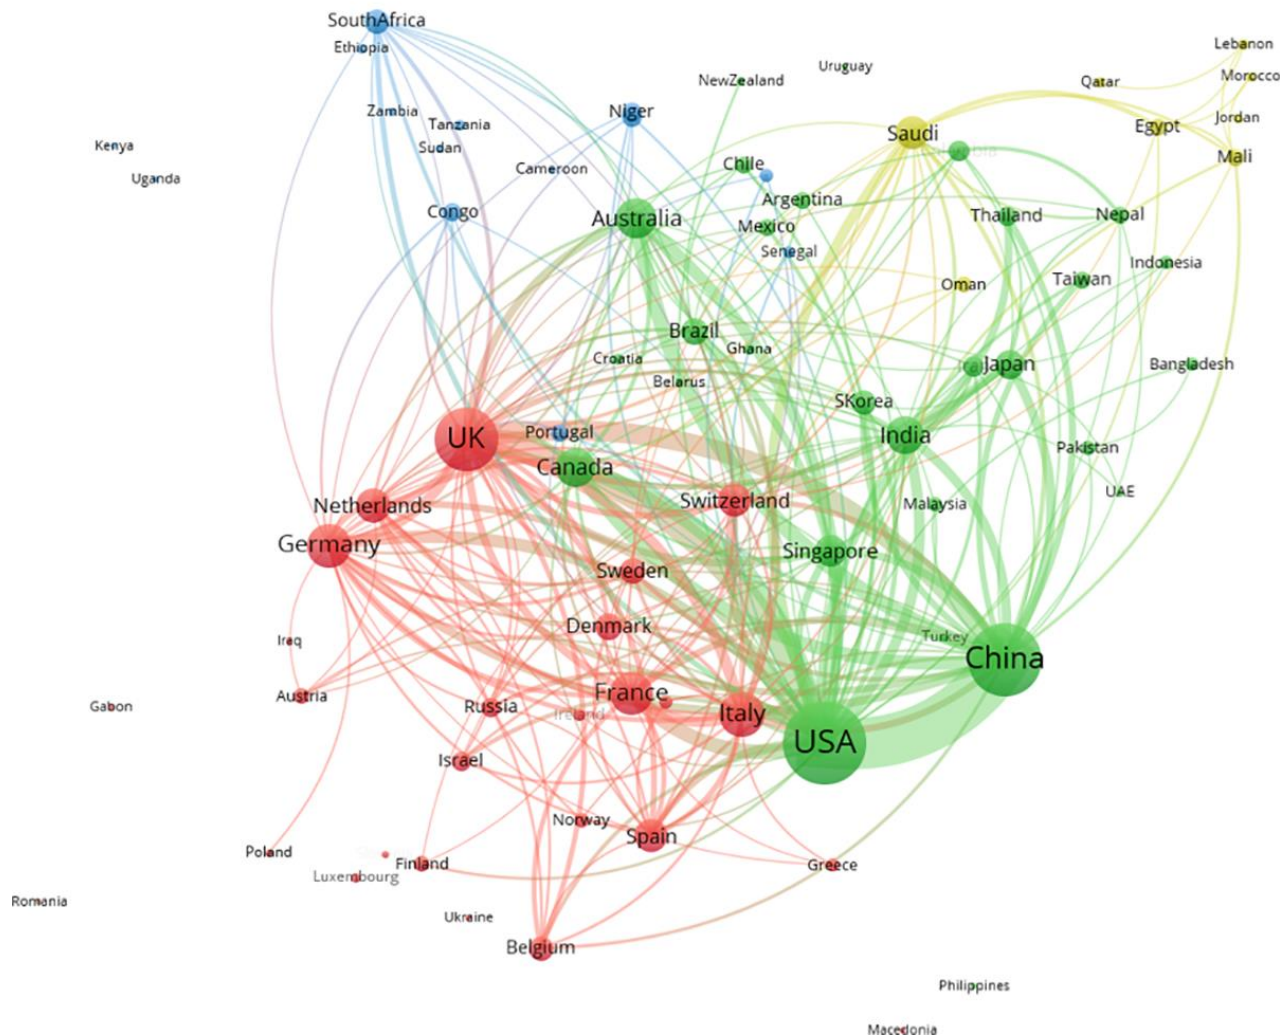 SouthAfrica
Ethiopia
Lebanon
NewZealand
Uruguay
Qatar
Morocco
Zambia
Niger
Tanzania
Saudi
Egypt
Jordan
Kenya
Sudan
Mali
Uganda
Cameroon
Chile
Congo
Australia
Argentina
Mexico
Thailand
Nepal
Senegal
Indonesia
Oman
Taiwan
Brazil
Croatia
Ghana
Belarus
Japan
Bangladesh
SKorea
UK
Portugal
India
Pakistan
Canada
Netherlands
Switzerland
Malaysia
UAE
Germany
Singapore
Sweden
Iraq
Denmark
Turkey
China
Gabon
Austria
Russia
France
Ireland
Italy
USA
Israel
Norway
Spain
Poland
Finland
Greece
Luxembourg
Romania
Ukraine
Belgium
Philippines
Macedonia